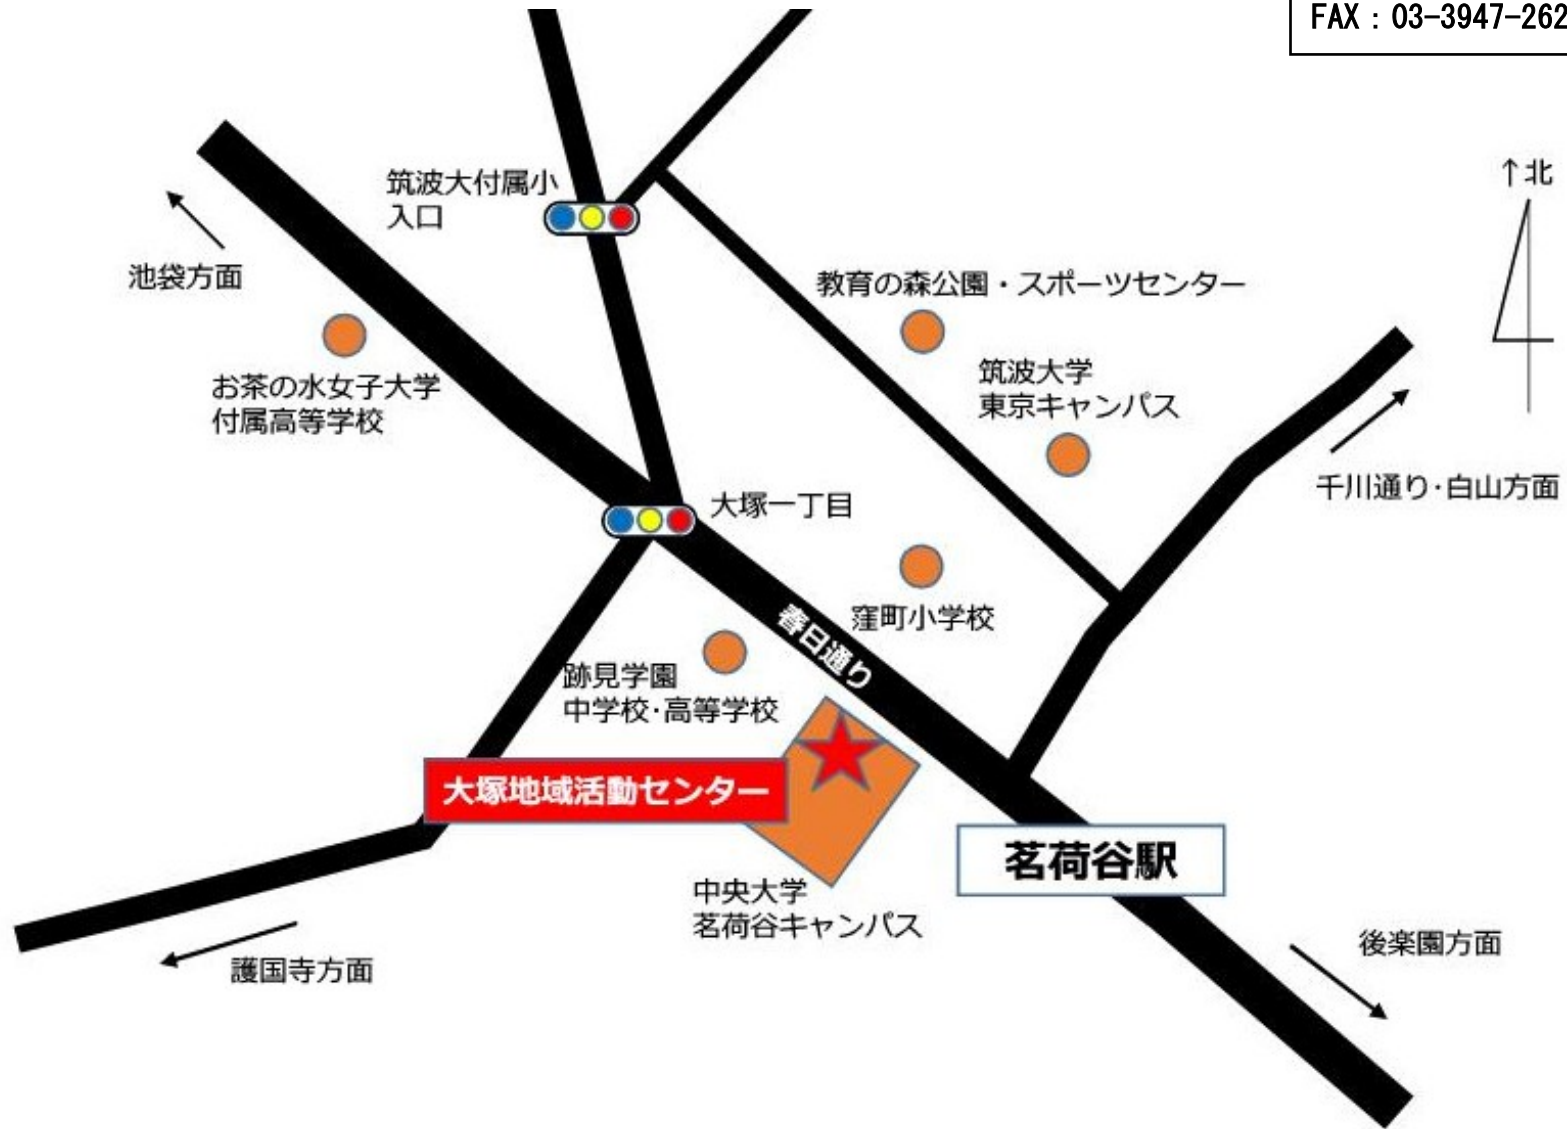 FAX：03-3947-262
↑北
筑波大付属小
入口
池袋方面
教育の森公園・スポーツセンター
お茶の水女子大学
付属高等学校
筑波大学
東京キャンパス
千川通り・白山方面
大塚一丁目
窪町小学校
春日通り
跡見学園
中学校・高等学校
大塚地域活動センター
茗荷谷駅
中央大学
茗荷谷キャンパス
護国寺方面
後楽園方面